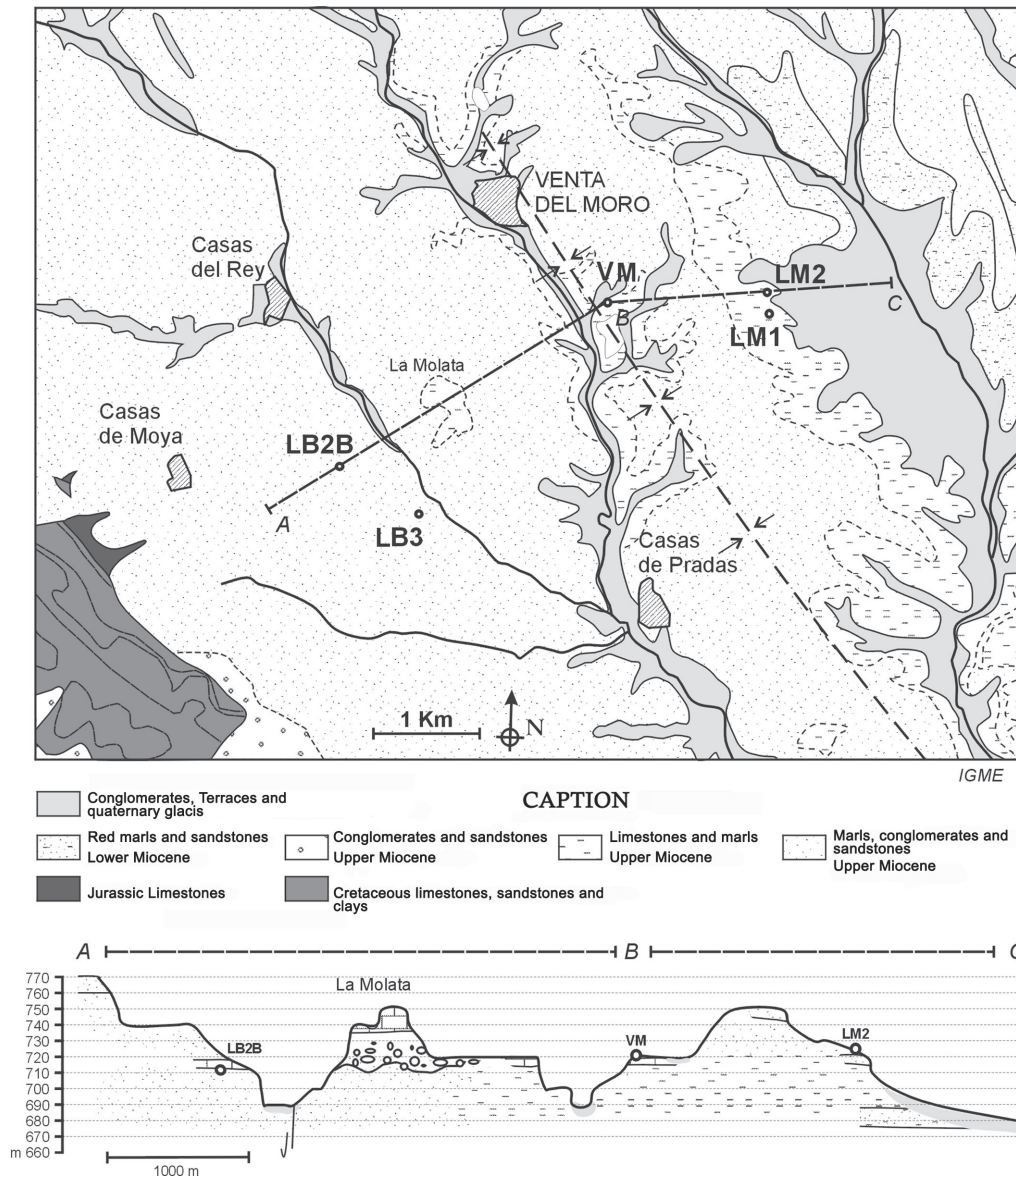 VENTA
DEL MORO
Casas
del Rey
VM
LM2
B
C
LM1
La Molata
Casas
de Moya
LB2B
A
LB3
Casas
de Pradas
1 Km
N
IGME
CAPTION
Conglomerates, Terraces and
quaternary glacis
Red marls and sandstones
Lower Miocene
Conglomerates and sandstones
Upper Miocene
Limestones and marls
Upper Miocene
Marls, conglomerates and
sandstones
Upper Miocene
Jurassic Limestones
Cretaceous limestones, sandstones and
clays
A
B
C
770
760
750
740
730
720
710
700
690
680
670
m 660
La Molata
LB2B
VM
LM2
1000 m